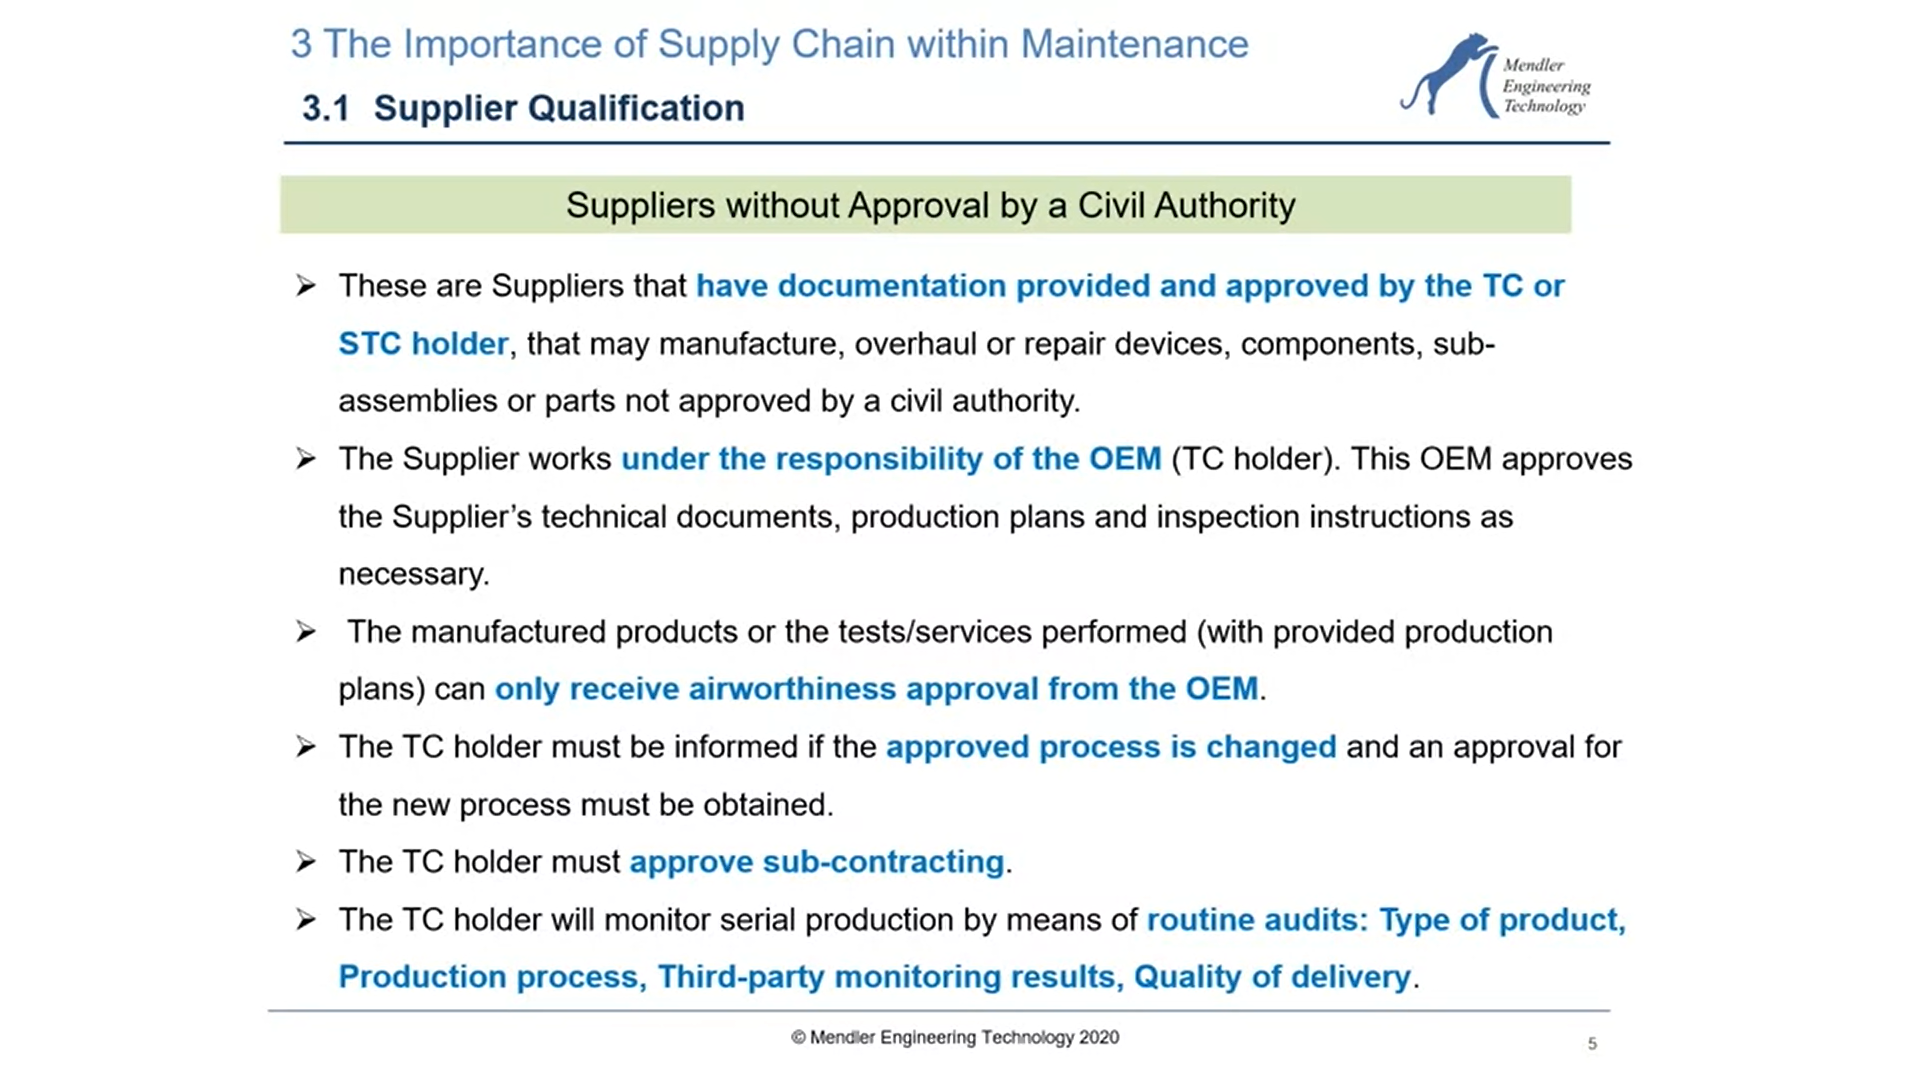 3 The Importance of Supply Chain within Maintenance
3.1 Supplier Qualification
Mendler
Engineering
Technology
Suppliers without Approval by a Civil Authority
➢ These are Suppliers that have documentation provided and approved by the TC or
STC holder, that may manufacture, overhaul or repair devices, components, sub-
assemblies or parts not approved by a civil authority.
➢ The Supplier works under the responsibility of the OEM (TC holder). This OEM approves
the Supplier’s technical documents, production plans and inspection instructions as
necessary.
➢ The manufactured products or the tests/services performed (with provided production
plans) can only receive airworthiness approval from the OEM.
➢ The TC holder must be informed if the approved process is changed and an approval for
the new process must be obtained.
➢ The TC holder must approve sub-contracting.
➢ The TC holder will monitor serial production by means of routine audits: Type of product,
Production process, Third-party monitoring results, Quality of delivery.
© Mendler Engineering Technology 2020
5